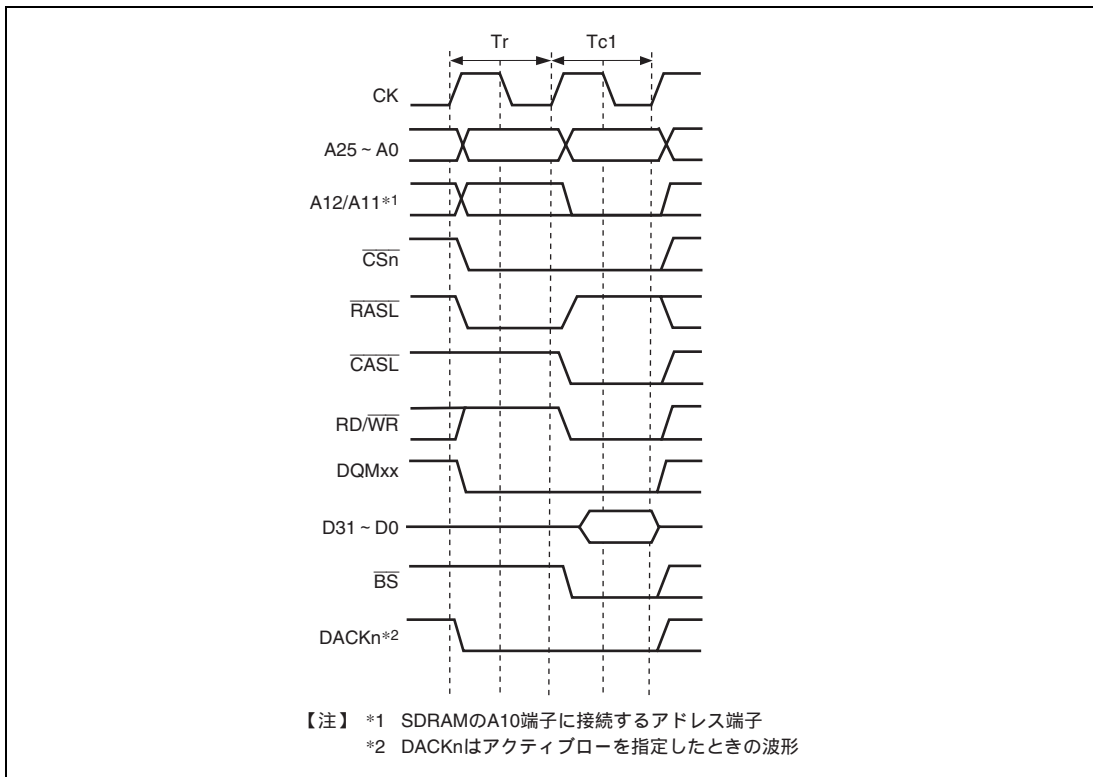 Tr Tc1
CK
A25 ~ A0
A12/A11*1
CSn
RASL
CASL
RD/WR
DQMxx
D31 ~ D0
BS
DACKn*2
【注】 *1 SDRAMのA10端子に接続するアドレス端子
*2 DACKnはアクティブローを指定したときの波形